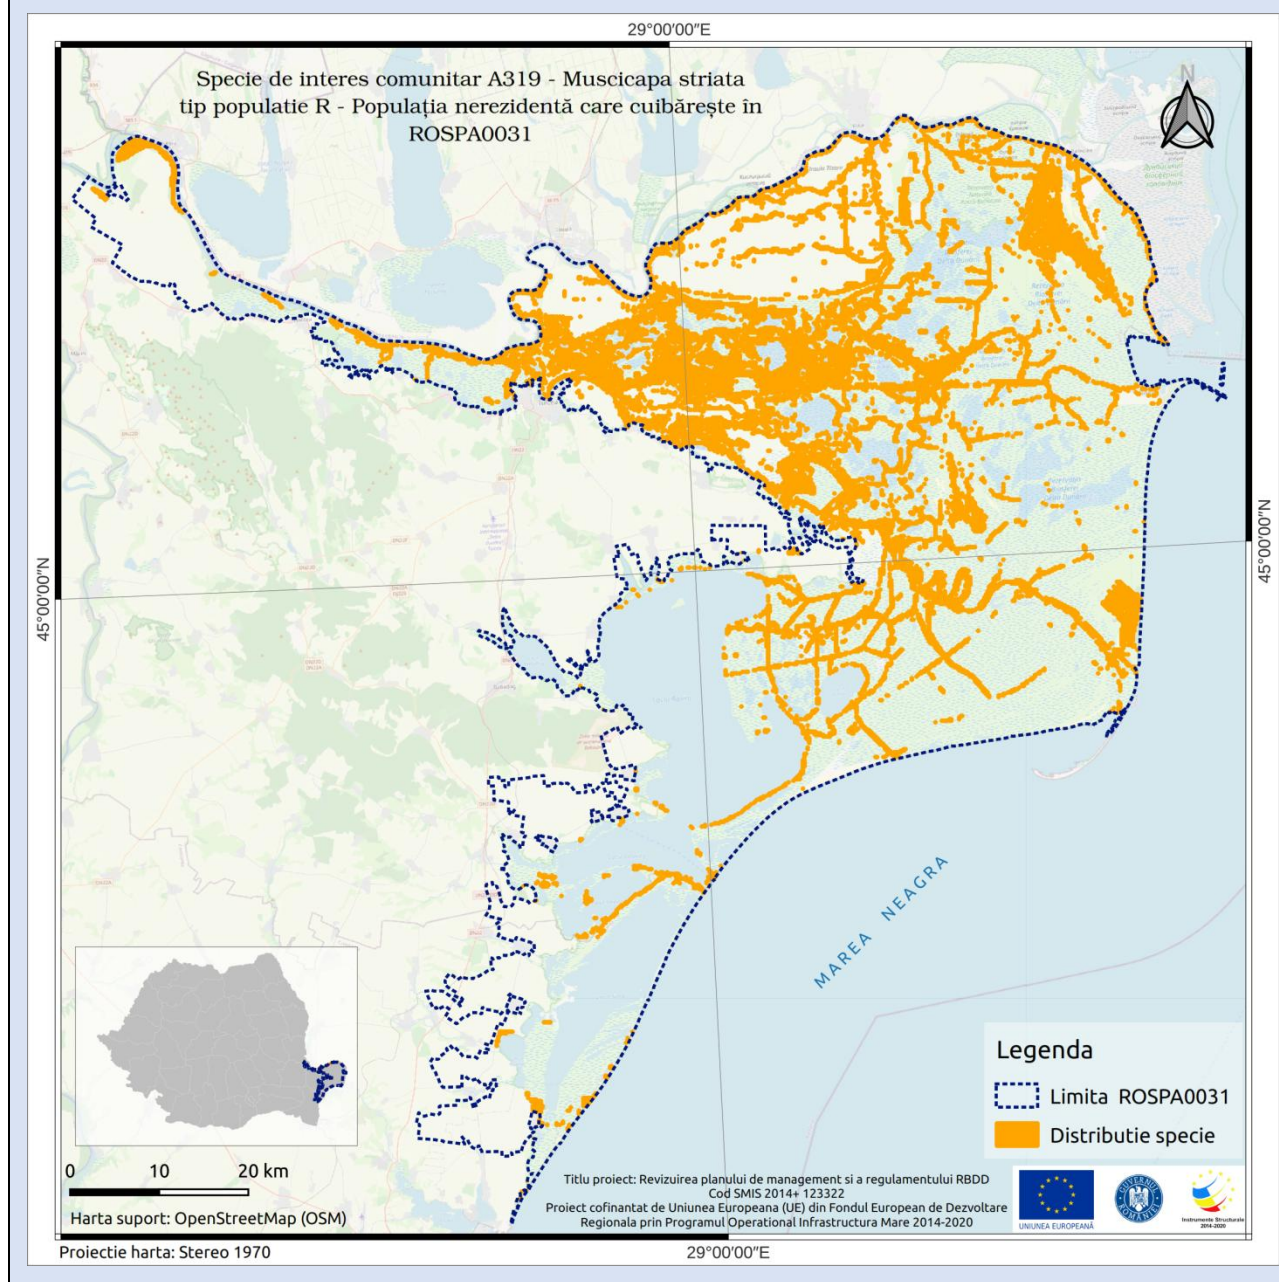 29°00′00″E
Specie de interes comunitar A319 - Muscicapa striata
tip populatie R - Populația nerezidentă care cuibărește în
ROSPA0031
N
45°00′00″N
45°00′00″N
MAREA NEAGRA
Legenda
Limita ROSPA0031
Distributie specie
0 10 20 km
Harta suport: OpenStreetMap (OSM)
Titlu proiect: Revizuirea planului de management si a regulamentului RBDD
Cod SMIS 2014+ 123322
Proiect cofinantat de Uniunea Europeana (UE) din Fondul European de Dezvoltare
Regionala prin Programul Operational Infrastructura Mare 2014-2020
UNIUNEA EUROPEANĂ
GUVERNUL ROMÂNIEI
Instrumente Structurale
2014-2020
Proiectie harta: Stereo 1970
29°00′00″E